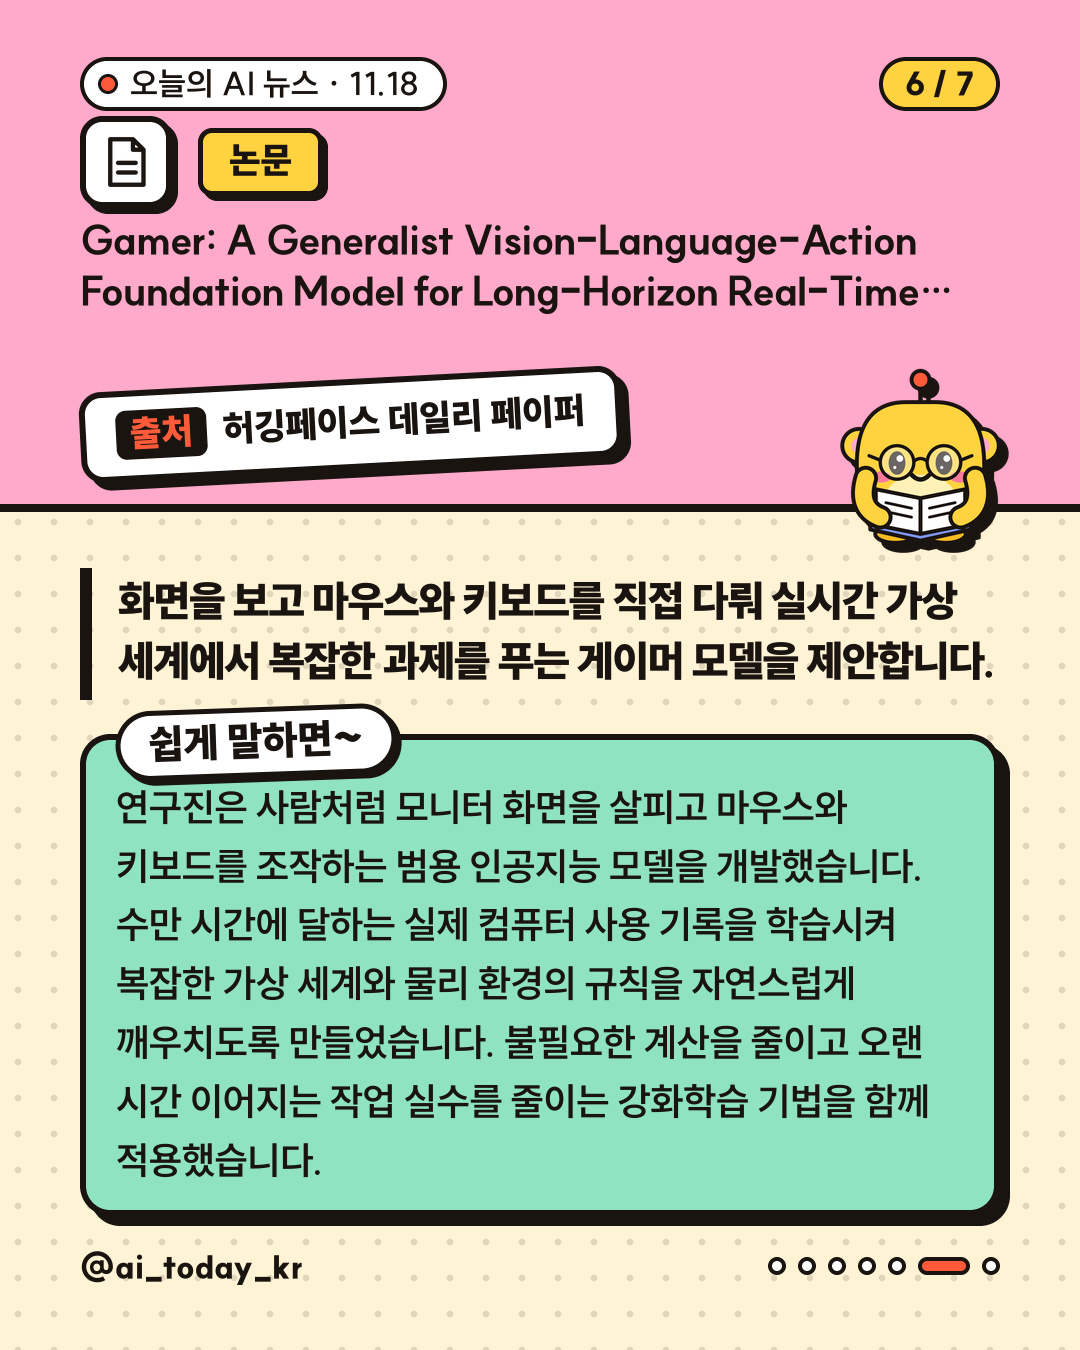 오늘의 AI 뉴스 · 11.18
6 / 7
논문
Gamer: A Generalist Vision-Language-Action
Foundation Model for Long-Horizon Real-Time…
출처 허깅페이스 데일리 페이퍼
화면을 보고 마우스와 키보드를 직접 다뤄 실시간 가상
세계에서 복잡한 과제를 푸는 게이머 모델을 제안합니다.
쉽게 말하면~
연구진은 사람처럼 모니터 화면을 살피고 마우스와
키보드를 조작하는 범용 인공지능 모델을 개발했습니다.
수만 시간에 달하는 실제 컴퓨터 사용 기록을 학습시켜
복잡한 가상 세계와 물리 환경의 규칙을 자연스럽게
깨우치도록 만들었습니다. 불필요한 계산을 줄이고 오랜
시간 이어지는 작업 실수를 줄이는 강화학습 기법을 함께
적용했습니다.
@ai_today_kr